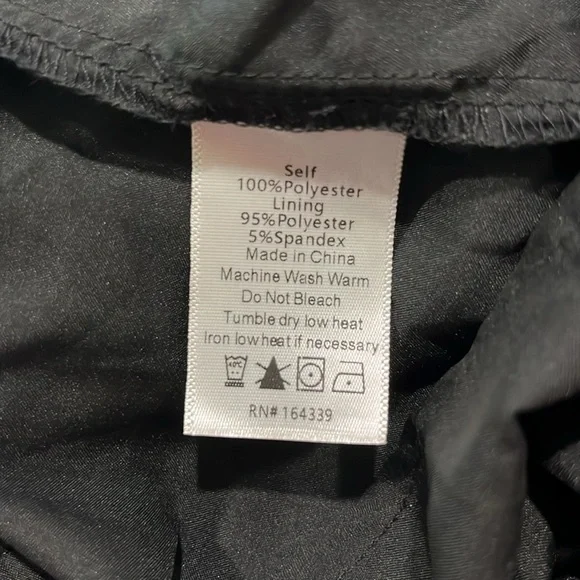 Self
100%Polyester
Lining
95%Polyester
5%Spandex
Made in China
Machine Wash Warm
Do Not Bleach
Tumble dry low heat
Iron low heat if necessary
40℃
RN# 164339